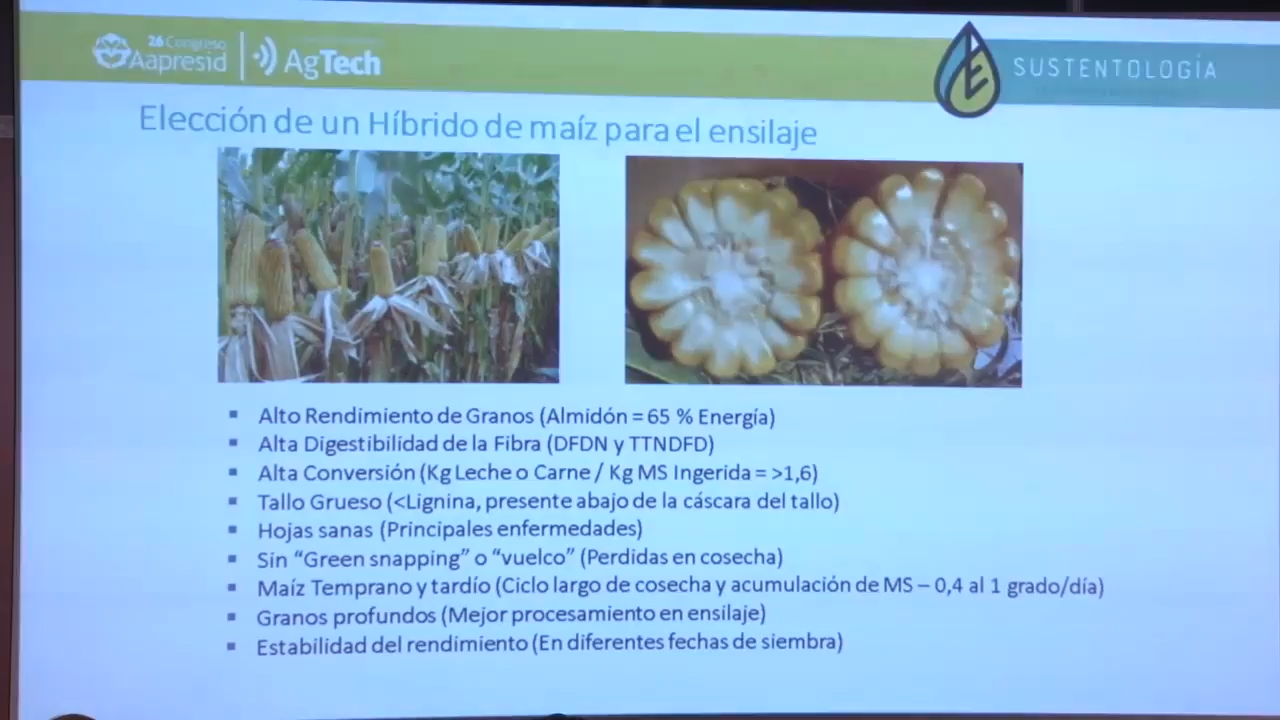 26 Congreso
Aapresid
AgTech
SUSTENTOLOGÍA
Elección de un Híbrido de maíz para el ensilaje
▪ Alto Rendimiento de Granos (Almidón = 65 % Energía)
▪ Alta Digestibilidad de la Fibra (DFDN y TTNDFD)
▪ Alta Conversión (Kg Leche o Carne / Kg MS Ingerida = >1,6)
▪ Tallo Grueso (<Lignina, presente abajo de la cáscara del tallo)
▪ Hojas sanas (Principales enfermedades)
▪ Sin “Green snapping” o “vuelco” (Perdidas en cosecha)
▪ Maíz Temprano y tardío (Ciclo largo de cosecha y acumulación de MS – 0,4 al 1 grado/día)
▪ Granos profundos (Mejor procesamiento en ensilaje)
▪ Estabilidad del rendimiento (En diferentes fechas de siembra)